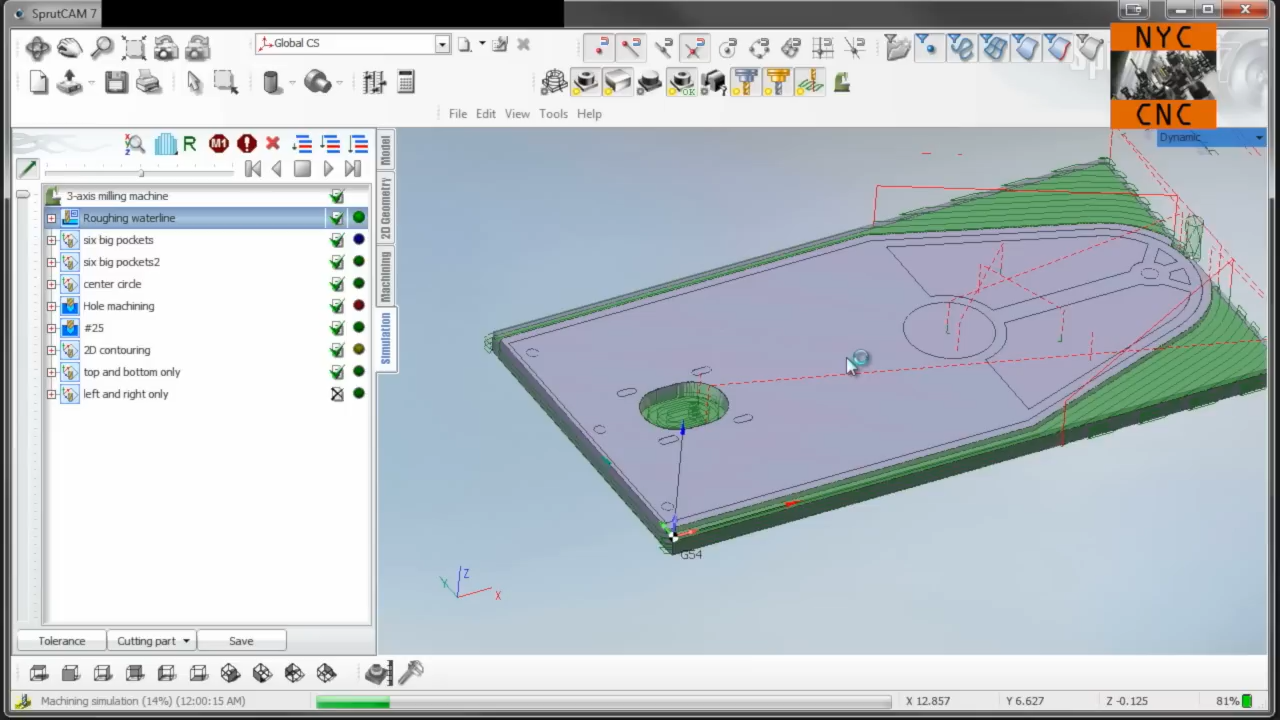 SprutCAM 7
Global CS
NYC
CNC
OK
File Edit View Tools Help
Dynamic
R M1
Model
2D Geometry
Machining
Simulation
3-axis milling machine
Roughing waterline
six big pockets
six big pockets2
center circle
Hole machining
#25
2D contouring
top and bottom only
left and right only
G54
Z
Y
X
Tolerance Cutting part Save
Machining simulation (14%) (12:00:15 AM) X 12.857 Y 6.627 Z -0.125 81%